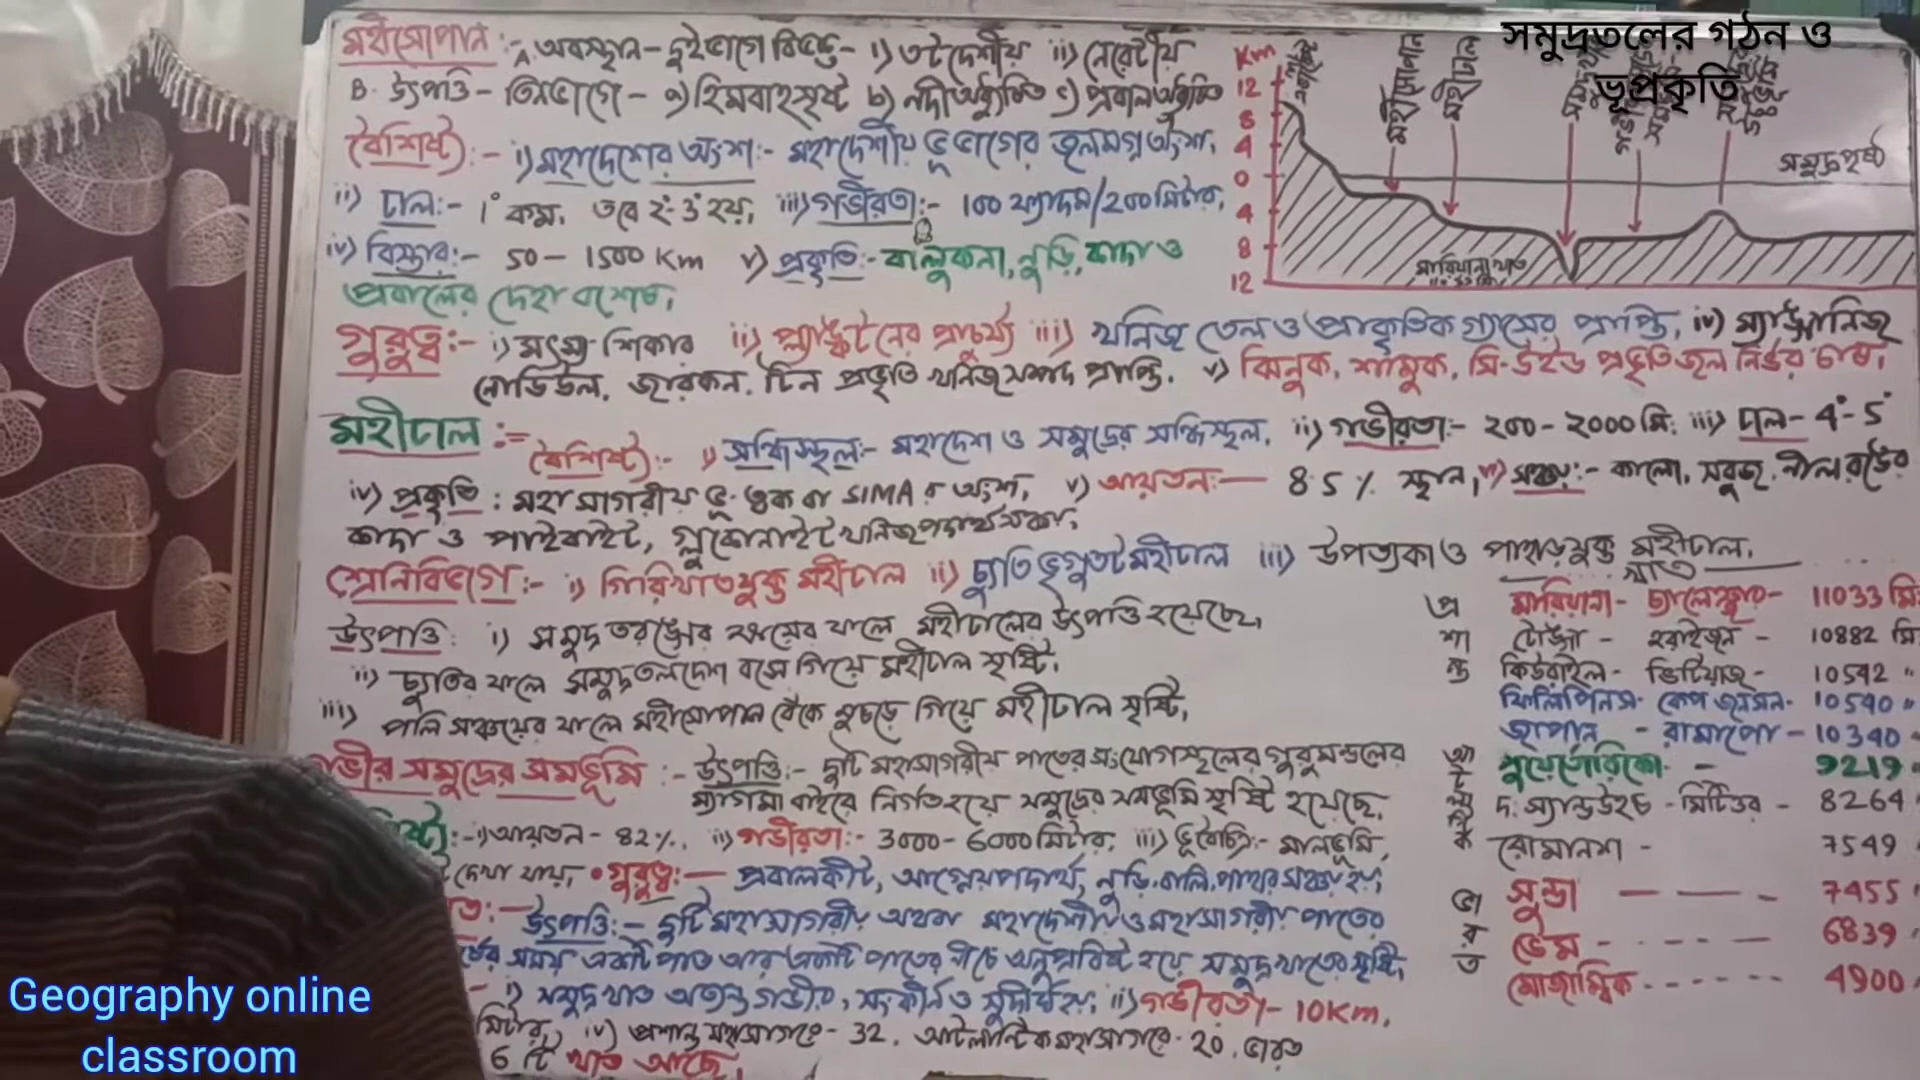 সমুদ্রতলের গঠন ও
ভূপ্রকৃতি
মহীসোপান :- A. অবস্থান - দুইভাগে বিভক্ত - i) তটদেশীয় ii) নেরেটীয়
B. উৎপত্তি - তিনভাগে - a) হিমবাহসৃষ্ট b) নদী অধ্যুষিত c) প্রবাল অধ্যুষিত
বৈশিষ্ট্য :- i) মহাদেশের অংশ :- মহাদেশীয় ভূভাগের জলমগ্ন অংশ,
ii) ঢাল :- 1° কম, তবে 2°-3° হয়, iii) গভীরতা :- 100 ফ্যাদম/200 মিটার,
iv) বিস্তার :- 50 - 1500 Km v) প্রকৃতি :- বালুকনা, নুড়ি, কাদা ও
প্রবালের দেহাবশেষ,
গুরুত্ব :- i) মৎস্য শিকার ii) প্ল্যাঙ্কটনের প্রাচুর্য্য iii) খনিজ তেল ও প্রাকৃতিক গ্যাসের প্রাপ্তি, iv) ম্যাঙ্গানিজ
নোডিউল, জারকন, টিন প্রভৃতি খনিজ সম্পদ প্রাপ্তি, v) ঝিনুক, শামুক, সি-উইড প্রভৃতি জল নির্ভর চাষ,
মহীঢাল :-
বৈশিষ্ট্য :- i) সন্ধিস্থল :- মহাদেশ ও সমুদ্রের সন্ধিস্থল, ii) গভীরতা :- 200 - 2000 মি: iii) ঢাল - 4°-5°
iv) প্রকৃতি : মহাসাগরীয় ভূ-ত্বক বা SIMA র অংশ, v) আয়তন :- 8.5 % স্থান, vi) সঞ্চয় :- কালো, সবুজ, নীল রঙের
কাদা ও পাইরাইট, গ্লুকোনাইট খনিজ পদার্থ সঞ্চয়,
শ্রেনিবিভাগ :- i) গিরিখাতযুক্ত মহীঢাল ii) চ্যুতি ভৃগুতট মহীঢাল iii) উপত্যকা ও পাহাড়যুক্ত মহীঢাল,
উৎপত্তি : i) সমুদ্র তরঙ্গের ক্ষয়ের ফলে মহীঢালের উৎপত্তি হয়েছে,
ii) চ্যুতির ফলে সমুদ্র তলদেশ বসে গিয়ে মহীঢাল সৃষ্টি,
iii) পলি সঞ্চয়ের ফলে মহীসোপান বেঁকে দুমড়ে গিয়ে মহীঢাল সৃষ্টি,
গভীর সমুদ্রের সমভূমি :- উৎপত্তি :- দুটি মহাসাগরীয় পাতের সংযোগস্থলের গুরুমন্ডলের
ম্যাগমা বাইরে নির্গত হয়ে সমুদ্রের সমভূমি সৃষ্টি হয়েছে,
:- i) আয়তন - 82%, ii) গভীরতা :- 3000 - 6000 মিটার, iii) ভূবৈচিত্র :- মালভূমি,
দেখা যায়, • গুরুত্ব :- প্রবালকীট, আগ্নেয় পদার্থ, নুড়ি, বালি, পাথর সঞ্চয় হয়,
উৎপত্তি :- দুটি মহাসাগরীয় অথবা মহাদেশীয় ও মহাসাগরীয় পাতের
সময় একটি পাত আর একটি পাতের নীচে অনুপ্রবিষ্ট হয়ে সমুদ্রখাতের সৃষ্টি,
- i) সমুদ্রখাত অত্যন্ত গভীর, সংকীর্ন ও সুদীর্ঘ হয়, ii) গভীরতা - 10 Km,
মিটার, iv) প্রশান্ত মহাসাগরে - 32, আটলান্টিক মহাসাগরে - 20, ভারত
6 টি খাত আছে,
Km
12
8
4
0
4
8
12
মহীসোপান
মহীঢাল
সমুদ্রপৃষ্ঠ
মারিয়ানা খাত
খাত
প্রশান্ত
মারিয়ানা - চ্যালেঞ্জার - 11033 মি
টোঙ্গা - হরাইজন - 10882 মি
কিউরাইল - ভিটিয়াজ - 10542 "
ফিলিপিনস - কেপ জনসন - 10540 "
জাপান - রামাপো - 10340 "
পুয়ের্তোরিকো - 9219
দ: স্যান্ডউইচ - মিটিওর - 8264
রোমানশ - 7549
ভারত
সুন্ডা - - - 7455
ভেম - - - 6839
মোজাম্বিক - - - 4900
Geography online
classroom